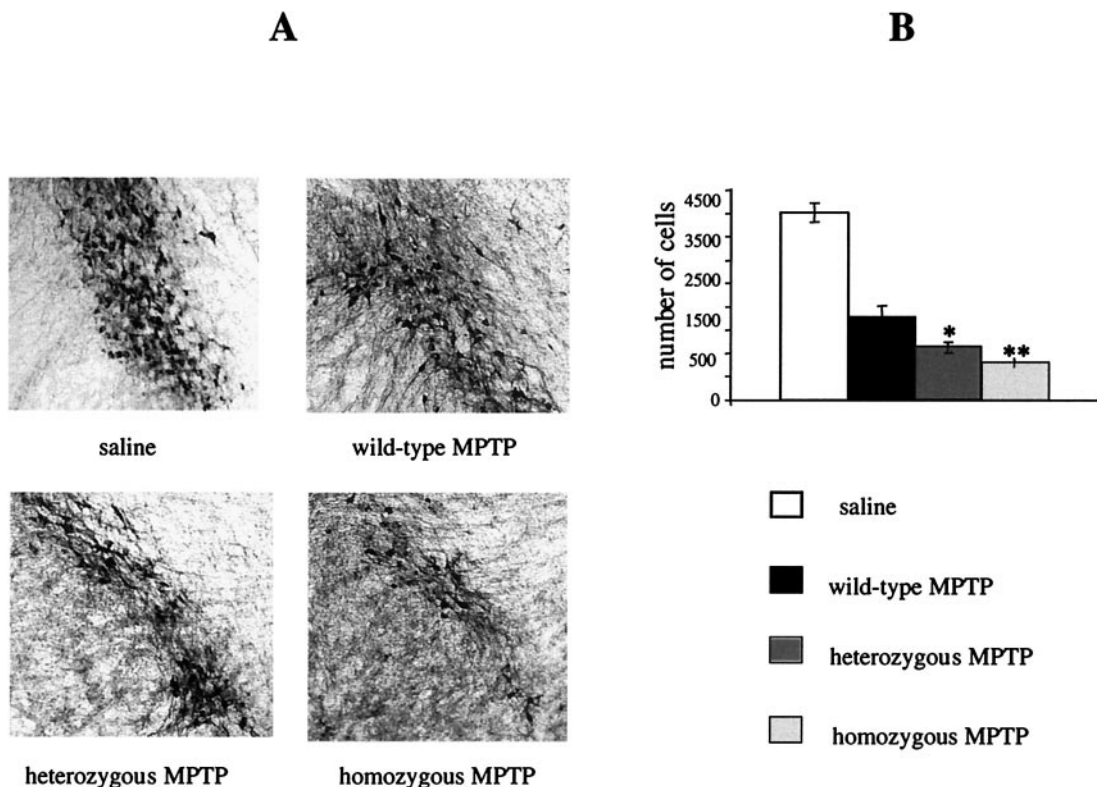 A
B
saline
wild-type MPTP
heterozygous MPTP
homozygous MPTP
number of cells
4500
3500
1500
500
0
*
**
saline
wild-type MPTP
heterozygous MPTP
homozygous MPTP